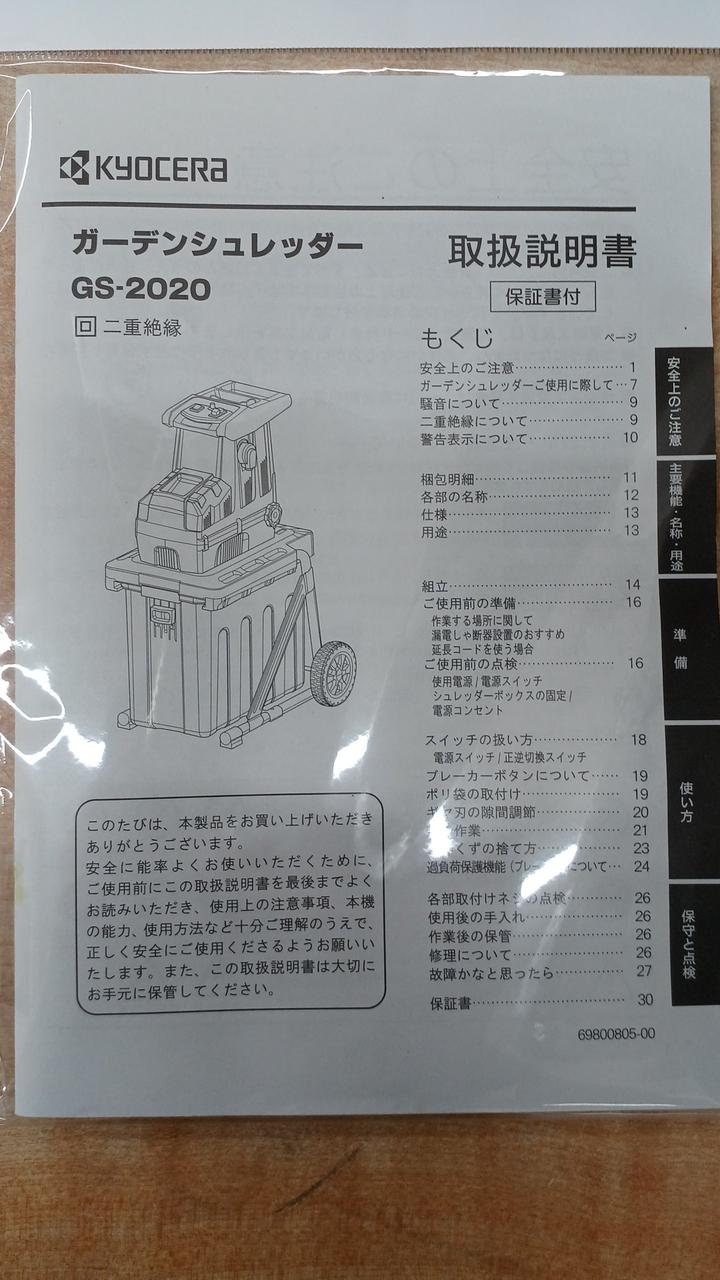 KYOCERA
ガーデンシュレッダー
GS-2020
回 二重絶縁
取扱説明書
保証書付
もくじ ページ
安全上のご注意 1
ガーデンシュレッダーご使用に際して 7
騒音について 9
二重絶縁について 9
警告表示について 10
梱包明細 11
各部の名称 12
仕様 13
用途 13
組立 14
ご使用前の準備 16
作業する場所に関して
漏電しゃ断器設置のおすすめ
延長コードを使う場合
ご使用前の点検 16
使用電源 / 電源スイッチ
シュレッダーボックスの固定 /
電源コンセント
スイッチの扱い方 18
電源スイッチ / 正逆切換スイッチ
ブレーカーボタンについて 19
ポリ袋の取付け 19
ギヤ刃の隙間調節 20
作業 21
くずの捨て方 23
過負荷保護機能 について 24
各部取付けネジの点検 26
使用後の手入れ 26
作業後の保管 26
修理について 26
故障かなと思ったら 27
保証書 30
69800805-00
安全上のご注意
主要機能・名称・用途
準備
使い方
保守と点検
このたびは、本製品をお買い上げいただき
ありがとうございます。
安全に能率よくお使いいただくために、
ご使用前にこの取扱説明書を最後までよく
お読みいただき、使用上の注意事項、本機
の能力、使用方法など十分ご理解のうえで、
正しく安全にご使用くださるようお願いい
たします。また、この取扱説明書は大切に
お手元に保管してください。